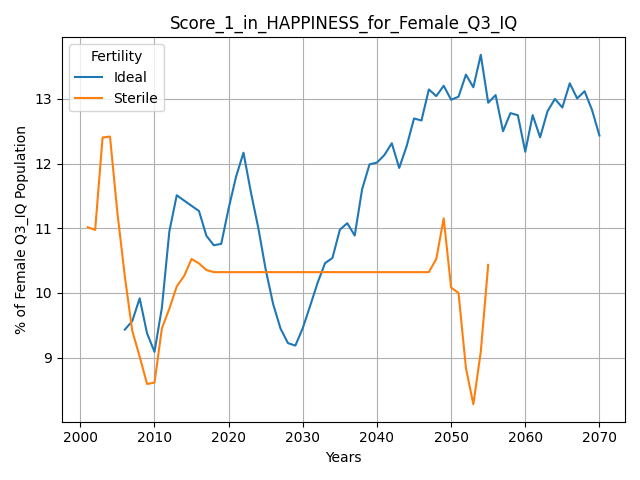 Score_1_in_HAPPINESS_for_Female_Q3_IQ
Fertility
Ideal
Sterile
% of Female Q3_IQ Population
13
12
11
10
9
2000 2010 2020 2030 2040 2050 2060 2070
Years